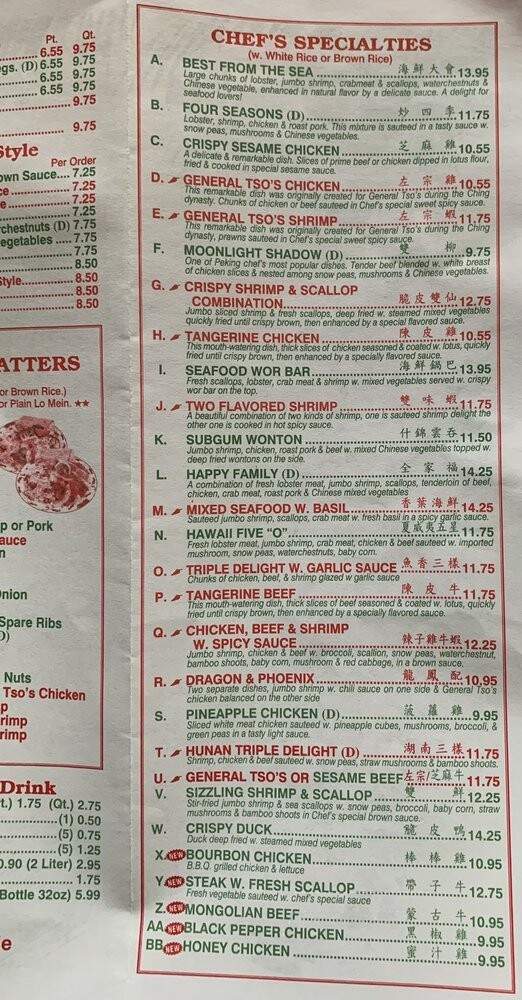 Pt. Qt.
6.55 9.75
egs. (D) 6.55 9.75
6.55 9.75
6.55 9.75
9.75
9.75
Style
Per Order
own Sauce.... 7.25
ce 7.25
e 7.25
7.25
rchestnuts (D) 7.75
egetables .... 7.75
7.75
8.50
Style 8.50
8.50
8.50
ATTERS
or Brown Rice.)
or Plain Lo Mein. ★★
p or Pork
auce
n
Onion
Spare Ribs
D)
Nuts
Tso's Chicken
p
rimp
rimp
Drink
t.) 1.75 (Qt.) 2.75
(1) 0.50
(5) 0.75
(5) 1.25
0.90 (2 Liter) 2.95
1.75
Bottle 32oz) 5.99
e
CHEF'S SPECIALTIES
(w. White Rice or Brown Rice)
A. BEST FROM THE SEA 海鮮大會 13.95
Large chunks of lobster, jumbo shrimp, crabmeat & scallops, waterchestnuts &
Chinese vegetable, enhanced in natural flavor by a delicate sauce. A delight for
seafood lovers!
B. FOUR SEASONS (D) 炒四季 11.75
Lobster, shrimp, chicken & roast pork. This mixture is sauteed in a tasty sauce w.
snow peas, mushrooms & Chinese vegetables.
C. CRISPY SESAME CHICKEN 芝麻雞 10.55
A delicate & remarkable dish. Slices of prime beef or chicken dipped in lotus flour,
fried & cooked in special sesame sauce.
D. GENERAL TSO'S CHICKEN 左宗雞 10.55
This remarkable dish was originally created for General Tso's during the Ching
dynasty. Chunks of chicken or beef sauteed in Chef's special sweet spicy sauce.
E. GENERAL TSO'S SHRIMP 左宗蝦 11.75
This remarkable dish was originally created for General Tso's during the Ching
dynasty, prawns sauteed in Chef's special sweet spicy sauce.
F. MOONLIGHT SHADOW (D) 雙柳 9.75
One of Peking chef's most popular dishes. Tender beef blended w. white breast
of chicken slices & nested among snow peas, mushrooms & Chinese vegetables.
G. CRISPY SHRIMP & SCALLOP
COMBINATION 脆皮雙仙 12.75
Jumbo sliced shrimp & fresh scallops, deep fried w. steamed mixed vegetables
quickly fried until crispy brown, then enhanced by a special flavored sauce.
H. TANGERINE CHICKEN 陳皮雞 10.55
This mouth-watering dish, thick slices of chicken seasoned & coated w. lotus, quickly
fried until crispy brown, then enhanced by a specially flavored sauce.
I. SEAFOOD WOR BAR 海鮮鍋巴 13.95
Fresh scallops, lobster, crab meat & shrimp w. mixed vegetables served w. crispy
wor bar on the top.
J. TWO FLAVORED SHRIMP 雙味蝦 11.75
A beautiful combination of two kinds of shrimp, one is sauteed shrimp delight the
other one is cooked in hot spicy sauce.
K. SUBGUM WONTON 什錦雲吞 11.50
Jumbo shrimp, chicken, roast pork & beef w. mixed Chinese vegetables topped w.
deep fried wontons on the side.
L. HAPPY FAMILY (D) 全家福 14.25
A combination of fresh lobster meat, jumbo shrimp, scallops, tenderloin of beef,
chicken, crab meat, roast pork & Chinese mixed vegetables
M. MIXED SEAFOOD W. BASIL 香葉海鮮 14.25
Sauteed jumbo shrimp, scallops, crab meat w. fresh basil in a spicy garlic sauce.
N. HAWAII FIVE "O" 夏威夷五星 11.75
Fresh lobster meat, jumbo shrimp, crab meat, chicken & beef sauteed w. imported
mushroom, snow peas, waterchestnuts, baby corn.
O. TRIPLE DELIGHT W. GARLIC SAUCE 魚香三樣 11.75
Chunks of chicken, beef, & shrimp glazed w garlic sauce
P. TANGERINE BEEF 陳皮牛 11.75
This mouth-watering dish, thick slices of beef seasoned & coated w. lotus, quickly
fried until crispy brown, then enhanced by a specially flavored sauce.
Q. CHICKEN, BEEF & SHRIMP
W. SPICY SAUCE 辣子雞牛蝦 12.25
Jumbo shrimp, chicken & beef w. broccoli, scallion, snow peas, waterchestnut,
bamboo shoots, baby corn, mushroom & red cabbage, in a brown sauce.
R. DRAGON & PHOENIX 龍鳳配 10.95
Two separate dishes, jumbo shrimp w. chili sauce on one side & General Tso's
chicken balanced on the other side
S. PINEAPPLE CHICKEN (D) 菠蘿雞 9.95
Sliced white meat chicken sauteed w. pineapple cubes, mushrooms, broccoli, &
green peas in a tasty light sauce.
T. HUNAN TRIPLE DELIGHT (D) 湖南三樣 11.75
Shrimp, chicken & beef sauteed w. snow peas, straw mushrooms & bamboo shoots.
U. GENERAL TSO'S OR SESAME BEEF 左宗/芝麻牛 11.75
V. SIZZLING SHRIMP & SCALLOP 雙鮮 12.25
Stir-fried jumbo shrimp & sea scallops w. snow peas, broccoli, baby corn, straw
mushrooms & bamboo shoots in Chef's special brown sauce.
W. CRISPY DUCK 脆皮鴨 14.25
Duck deep fried w. steamed mixed vegetables
X. NEW BOURBON CHICKEN 棒棒雞 10.95
B.B.Q. grilled chicken & lettuce
Y. NEW STEAK W. FRESH SCALLOP 帶子牛 12.75
Fresh vegetable sauteed w. chef's special sauce
Z. NEW MONGOLIAN BEEF 蒙古牛 10.95
AA. NEW BLACK PEPPER CHICKEN 黑椒雞 9.95
BB. NEW HONEY CHICKEN 蜜汁雞 9.95